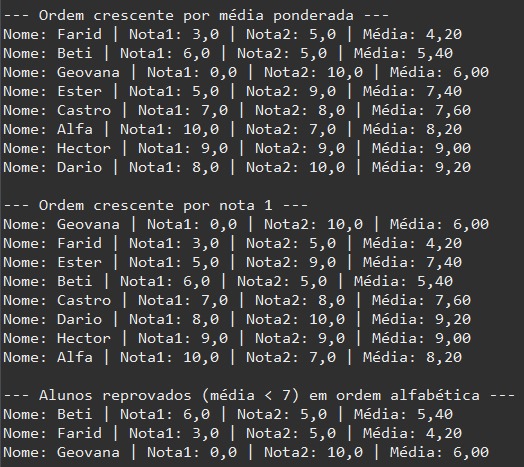 --- Ordem crescente por média ponderada ---
Nome: Farid | Nota1: 3,0 | Nota2: 5,0 | Média: 4,20
Nome: Beti | Nota1: 6,0 | Nota2: 5,0 | Média: 5,40
Nome: Geovana | Nota1: 0,0 | Nota2: 10,0 | Média: 6,00
Nome: Ester | Nota1: 5,0 | Nota2: 9,0 | Média: 7,40
Nome: Castro | Nota1: 7,0 | Nota2: 8,0 | Média: 7,60
Nome: Alfa | Nota1: 10,0 | Nota2: 7,0 | Média: 8,20
Nome: Hector | Nota1: 9,0 | Nota2: 9,0 | Média: 9,00
Nome: Dario | Nota1: 8,0 | Nota2: 10,0 | Média: 9,20

--- Ordem crescente por nota 1 ---
Nome: Geovana | Nota1: 0,0 | Nota2: 10,0 | Média: 6,00
Nome: Farid | Nota1: 3,0 | Nota2: 5,0 | Média: 4,20
Nome: Ester | Nota1: 5,0 | Nota2: 9,0 | Média: 7,40
Nome: Beti | Nota1: 6,0 | Nota2: 5,0 | Média: 5,40
Nome: Castro | Nota1: 7,0 | Nota2: 8,0 | Média: 7,60
Nome: Dario | Nota1: 8,0 | Nota2: 10,0 | Média: 9,20
Nome: Hector | Nota1: 9,0 | Nota2: 9,0 | Média: 9,00
Nome: Alfa | Nota1: 10,0 | Nota2: 7,0 | Média: 8,20

--- Alunos reprovados (média < 7) em ordem alfabética ---
Nome: Beti | Nota1: 6,0 | Nota2: 5,0 | Média: 5,40
Nome: Farid | Nota1: 3,0 | Nota2: 5,0 | Média: 4,20
Nome: Geovana | Nota1: 0,0 | Nota2: 10,0 | Média: 6,00